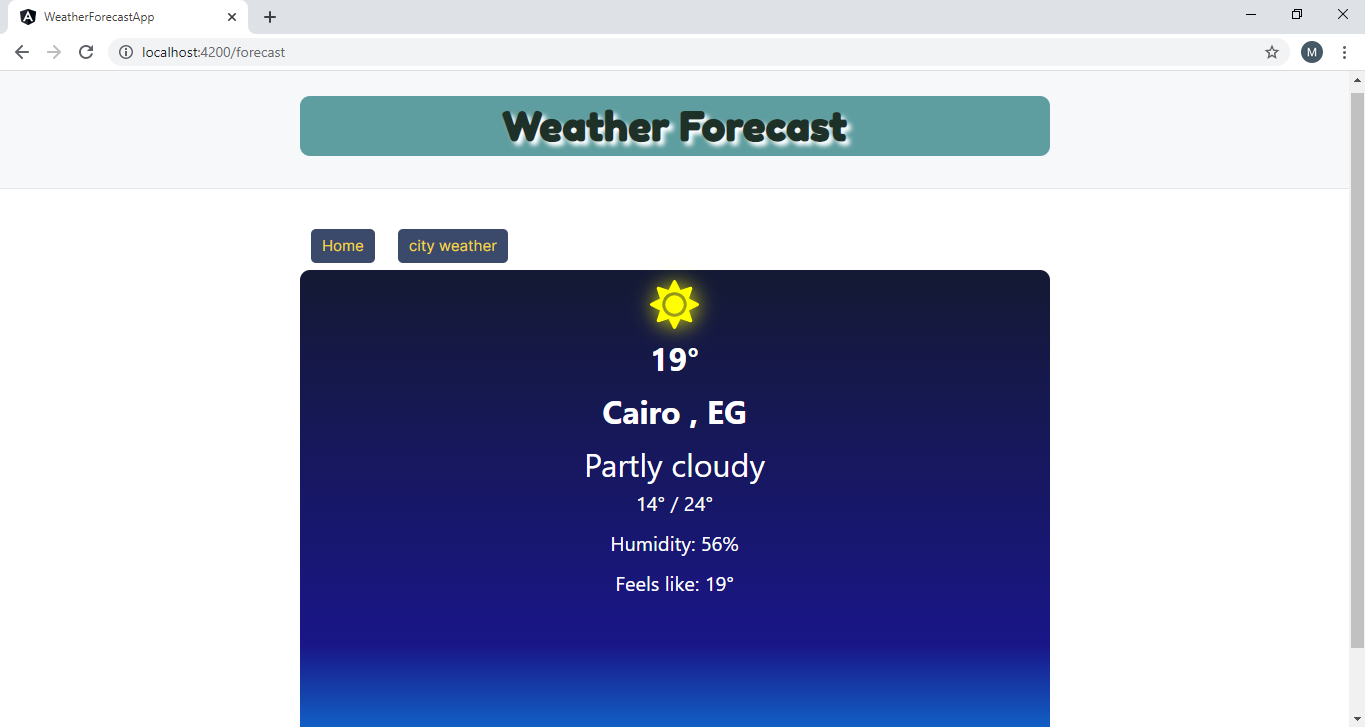 WeatherForecastApp
localhost:4200/forecast
M
Weather Forecast
Home city weather
19°
Cairo , EG
Partly cloudy
14° / 24°
Humidity: 56%
Feels like: 19°